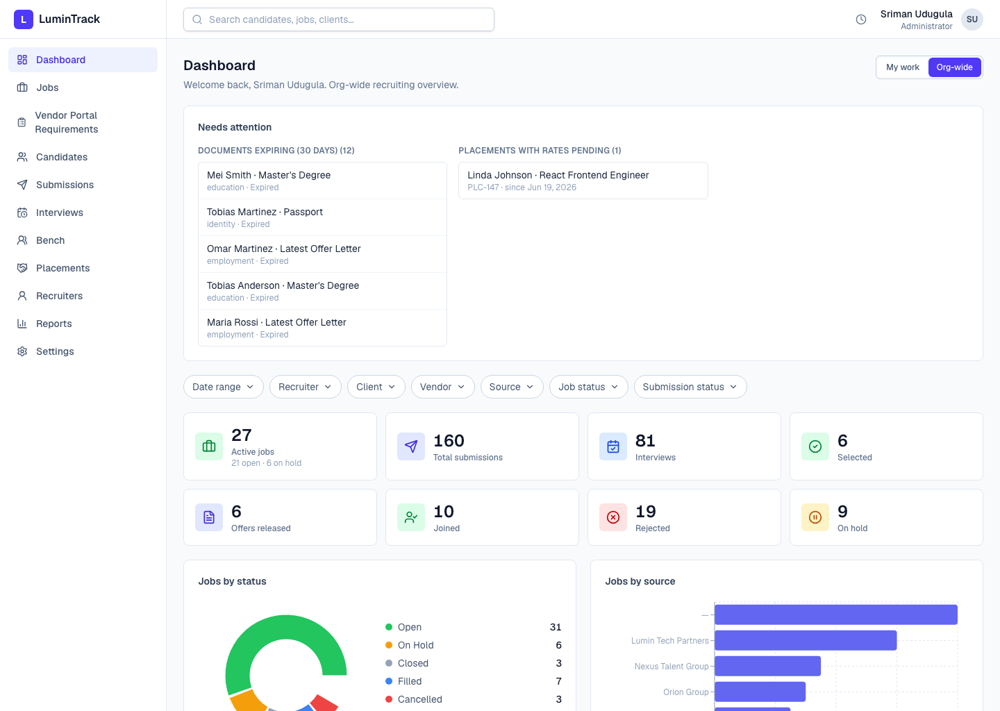 L LuminTrack
Search candidates, jobs, clients...
Sriman Udugula
Administrator
SU
Dashboard
Jobs
Vendor Portal
Requirements
Candidates
Submissions
Interviews
Bench
Placements
Recruiters
Reports
Settings
Dashboard
Welcome back, Sriman Udugula. Org-wide recruiting overview.
My work
Org-wide
Needs attention
DOCUMENTS EXPIRING (30 DAYS) (12)
Mei Smith · Master's Degree
education · Expired
Tobias Martinez · Passport
identity · Expired
Omar Martinez · Latest Offer Letter
employment · Expired
Tobias Anderson · Master's Degree
education · Expired
Maria Rossi · Latest Offer Letter
employment · Expired
PLACEMENTS WITH RATES PENDING (1)
Linda Johnson · React Frontend Engineer
PLC-147 · since Jun 19, 2026
Date range
Recruiter
Client
Vendor
Source
Job status
Submission status
27
Active jobs
21 open · 6 on hold
160
Total submissions
81
Interviews
6
Selected
6
Offers released
10
Joined
19
Rejected
9
On hold
Jobs by status
Open 31
On Hold 6
Closed 3
Filled 7
Cancelled 3
Jobs by source
—
Lumin Tech Partners
Nexus Talent Group
Orion Group